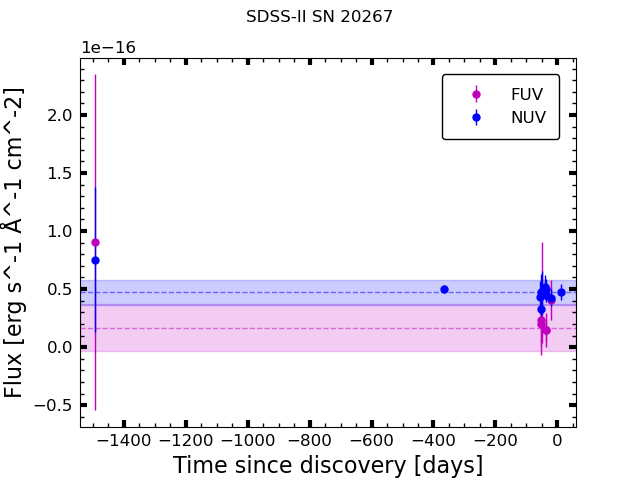 SDSS-II SN 20267
1e−16
FUV
NUV
2.0
1.5
1.0
0.5
0.0
−0.5
Flux [erg s^-1 Å^-1 cm^-2]
−1400 −1200 −1000 −800 −600 −400 −200 0
Time since discovery [days]